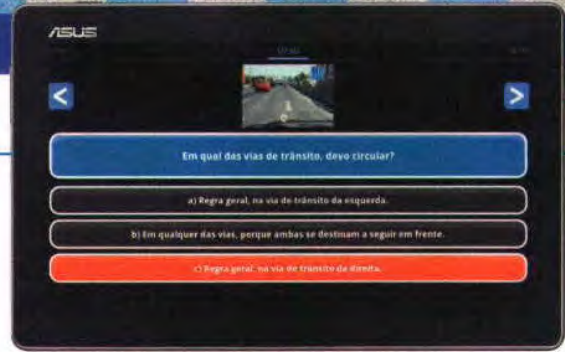 ASUS
Em qual das vias de trânsito, devo circular?
a) Regra geral, na via de trânsito da esquerda.
b) Em qualquer das vias, porque ambas se destinam a seguir em frente.
c) Regra geral, na via de trânsito da direita.